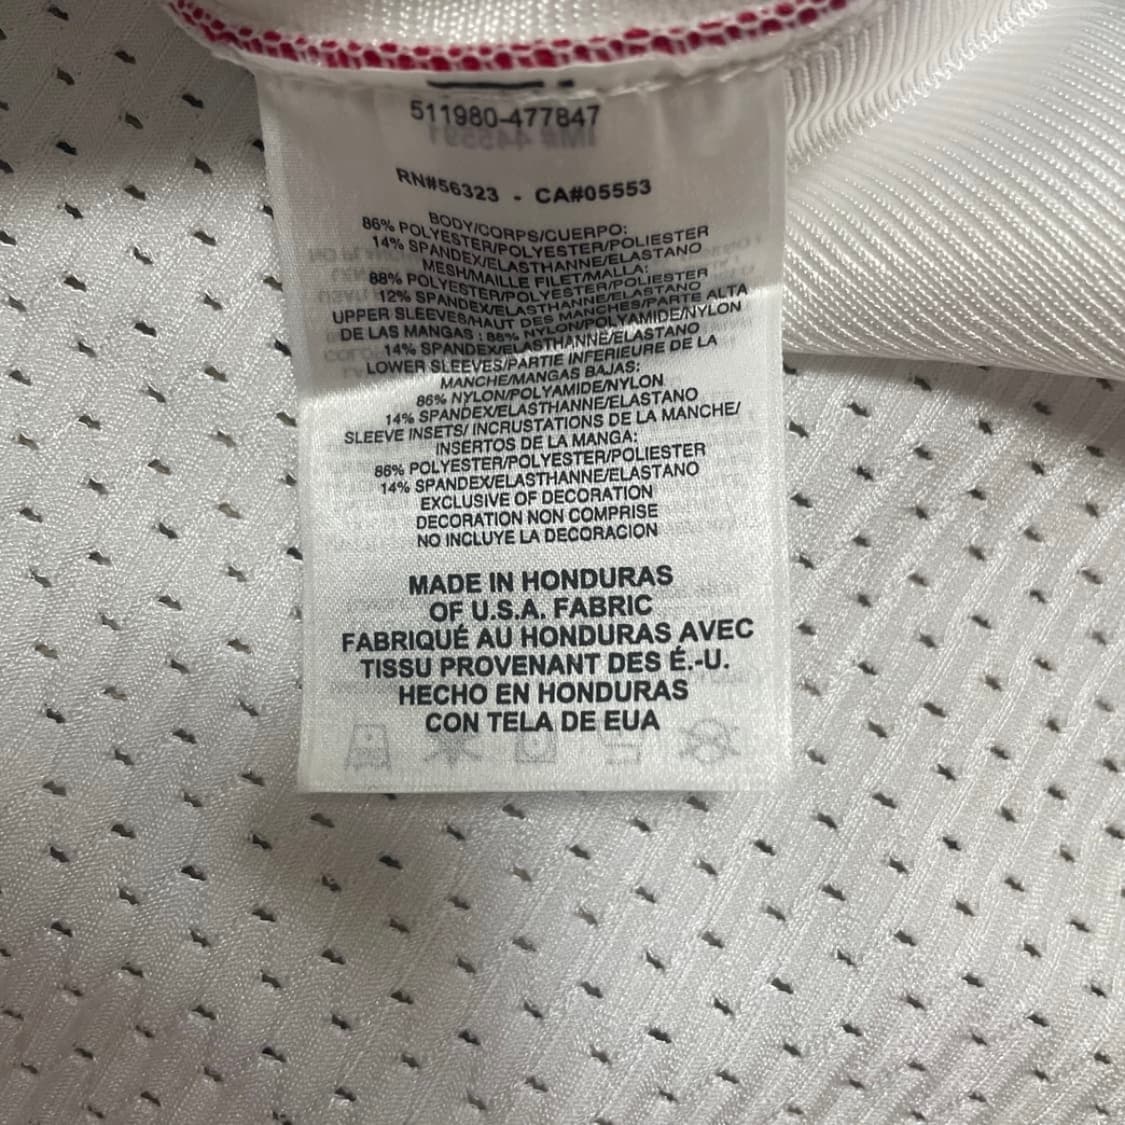 511980-477847
RN#56323 - CA#05553
BODY/CORPS/CUERPO:
86% POLYESTER/POLYESTER/POLIESTER
14% SPANDEX/ELASTHANNE/ELASTANO
MESH/MAILLE FILET/MALLA:
88% POLYESTER/POLYESTER/POLIESTER
12% SPANDEX/ELASTHANNE/ELASTANO
UPPER SLEEVES/HAUT DES MANCHES/PARTE ALTA
DE LAS MANGAS : 86% NYLON/POLYAMIDE/NYLON
14% SPANDEX/ELASTHANNE/ELASTANO
LOWER SLEEVES/PARTIE INFERIEURE DE LA
MANCHE/MANGAS BAJAS:
86% NYLON/POLYAMIDE/NYLON
14% SPANDEX/ELASTHANNE/ELASTANO
SLEEVE INSETS/ INCRUSTATIONS DE LA MANCHE/
INSERTOS DE LA MANGA:
86% POLYESTER/POLYESTER/POLIESTER
14% SPANDEX/ELASTHANNE/ELASTANO
EXCLUSIVE OF DECORATION
DECORATION NON COMPRISE
NO INCLUYE LA DECORACION
MADE IN HONDURAS
OF U.S.A. FABRIC
FABRIQUÉ AU HONDURAS AVEC
TISSU PROVENANT DES É.-U.
HECHO EN HONDURAS
CON TELA DE EUA